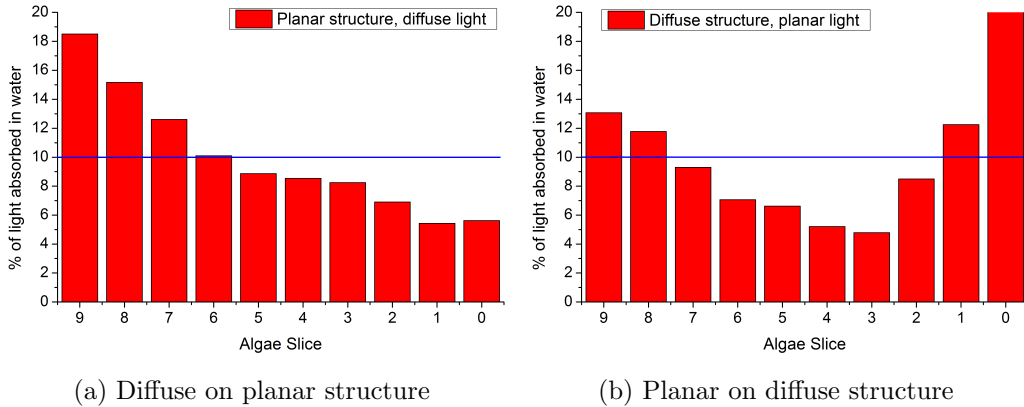 Planar structure, diffuse light
% of light absorbed in water
20
18
16
14
12
10
8
6
4
2
0
9 8 7 6 5 4 3 2 1 0
Algae Slice
(a) Diffuse on planar structure
Diffuse structure, planar light
% of light absorbed in water
20
18
16
14
12
10
8
6
4
2
0
9 8 7 6 5 4 3 2 1 0
Algae Slice
(b) Planar on diffuse structure